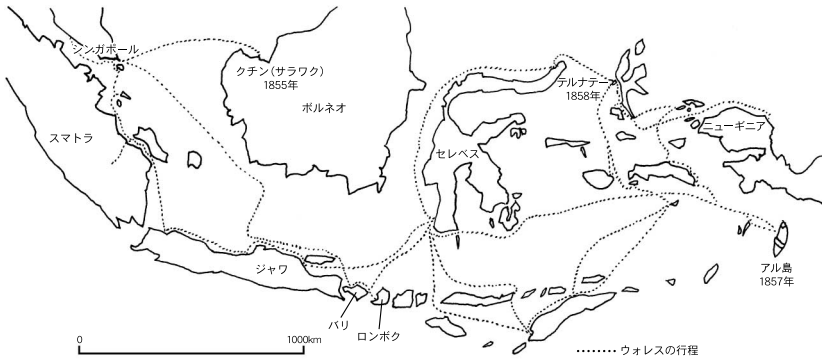 シンガポール
クチン(サラワク)
1855年
ボルネオ
スマトラ
テルナテー
1858年
ニューギニア
セレベス
ジャワ
アル島
1857年
バリ
ロンボク
0
1000km
ウォレスの行程